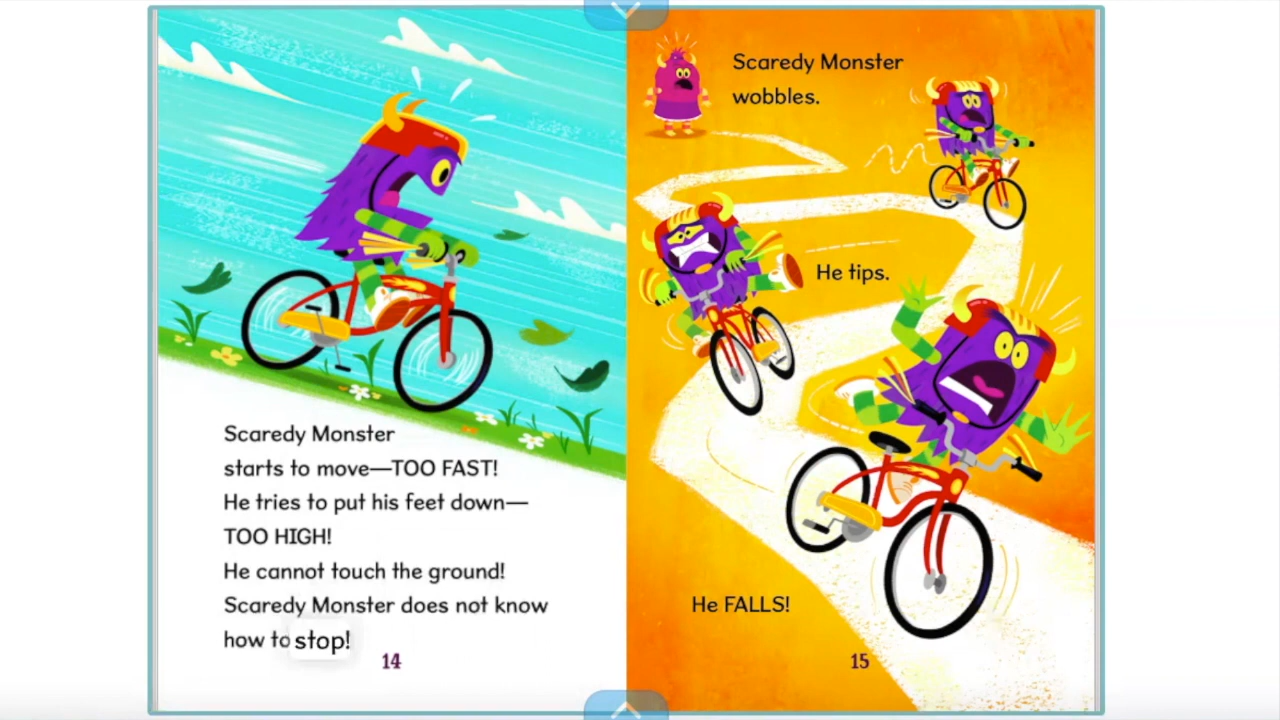 Scaredy Monster
starts to move—TOO FAST!
He tries to put his feet down—
TOO HIGH!
He cannot touch the ground!
Scaredy Monster does not know
how to stop!
14
Scaredy Monster
wobbles.
He tips.
He FALLS!
15